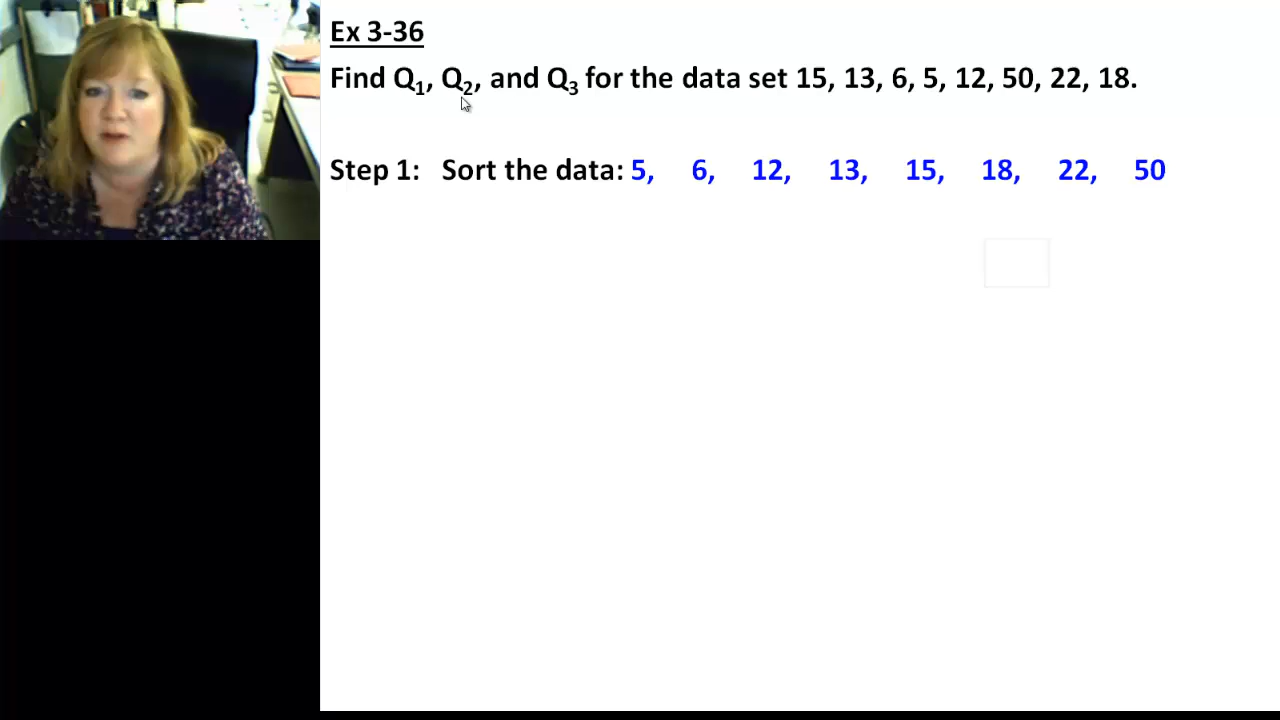 Ex 3-36
Find Q₁, Q₂, and Q₃ for the data set 15, 13, 6, 5, 12, 50, 22, 18.
Step 1: Sort the data: 5, 6, 12, 13, 15, 18, 22, 50